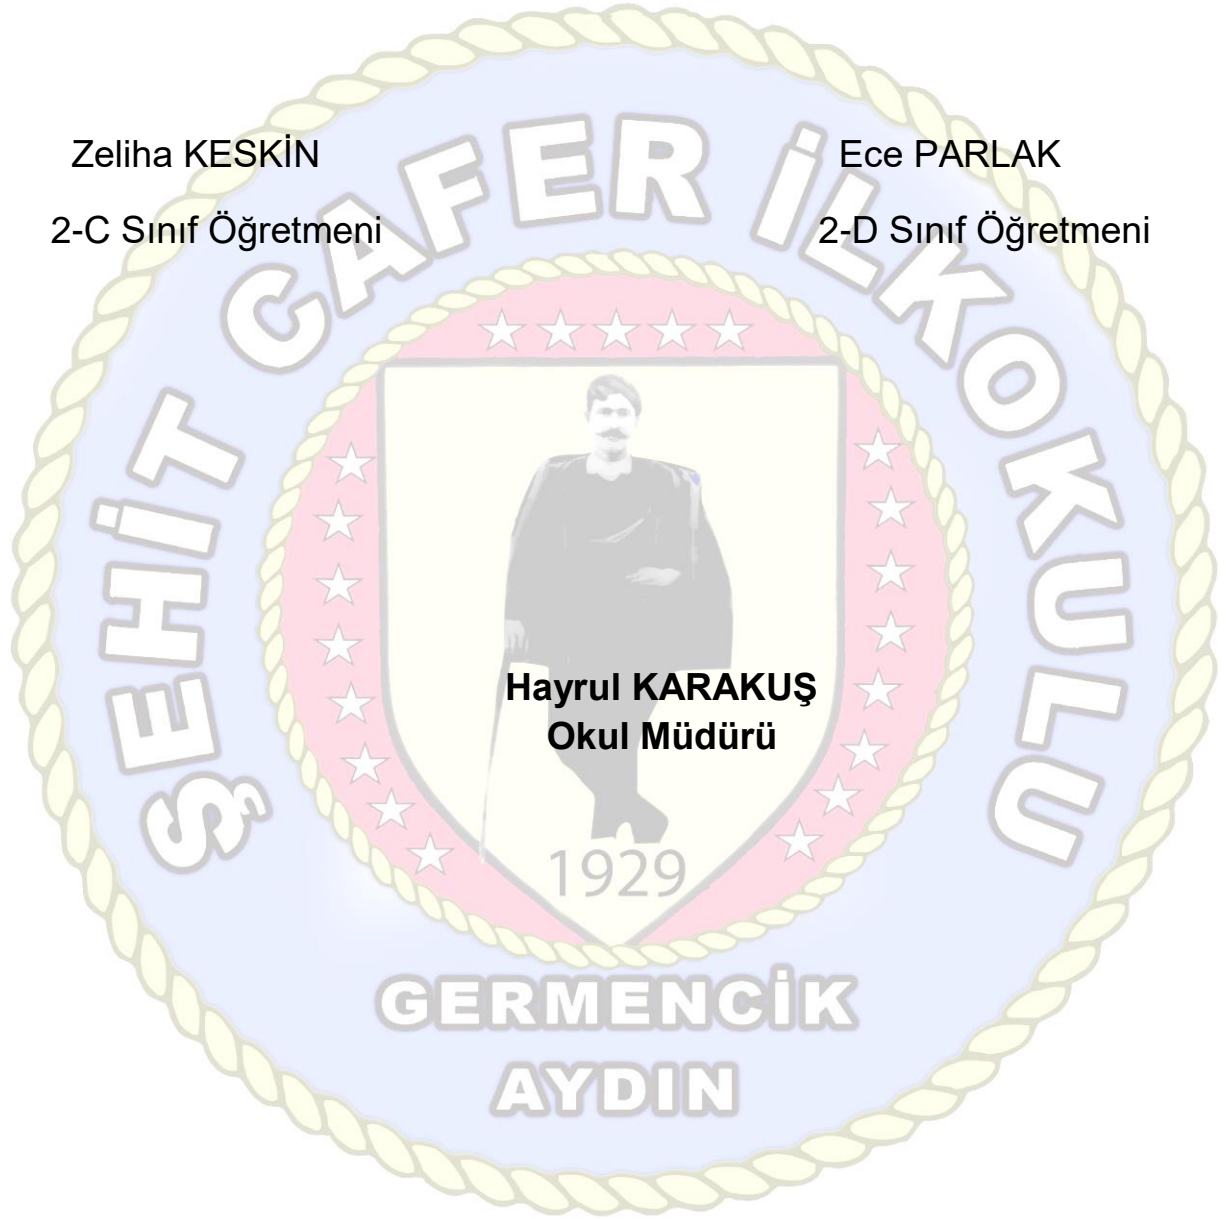 Zeliha KESKİN Ece PARLAK
2-C Sınıf Öğretmeni 2-D Sınıf Öğretmeni
ŞEHİT CAFER İLKOKULU
Hayrul KARAKUŞ
Okul Müdürü
1929
GERMENCİK
AYDIN